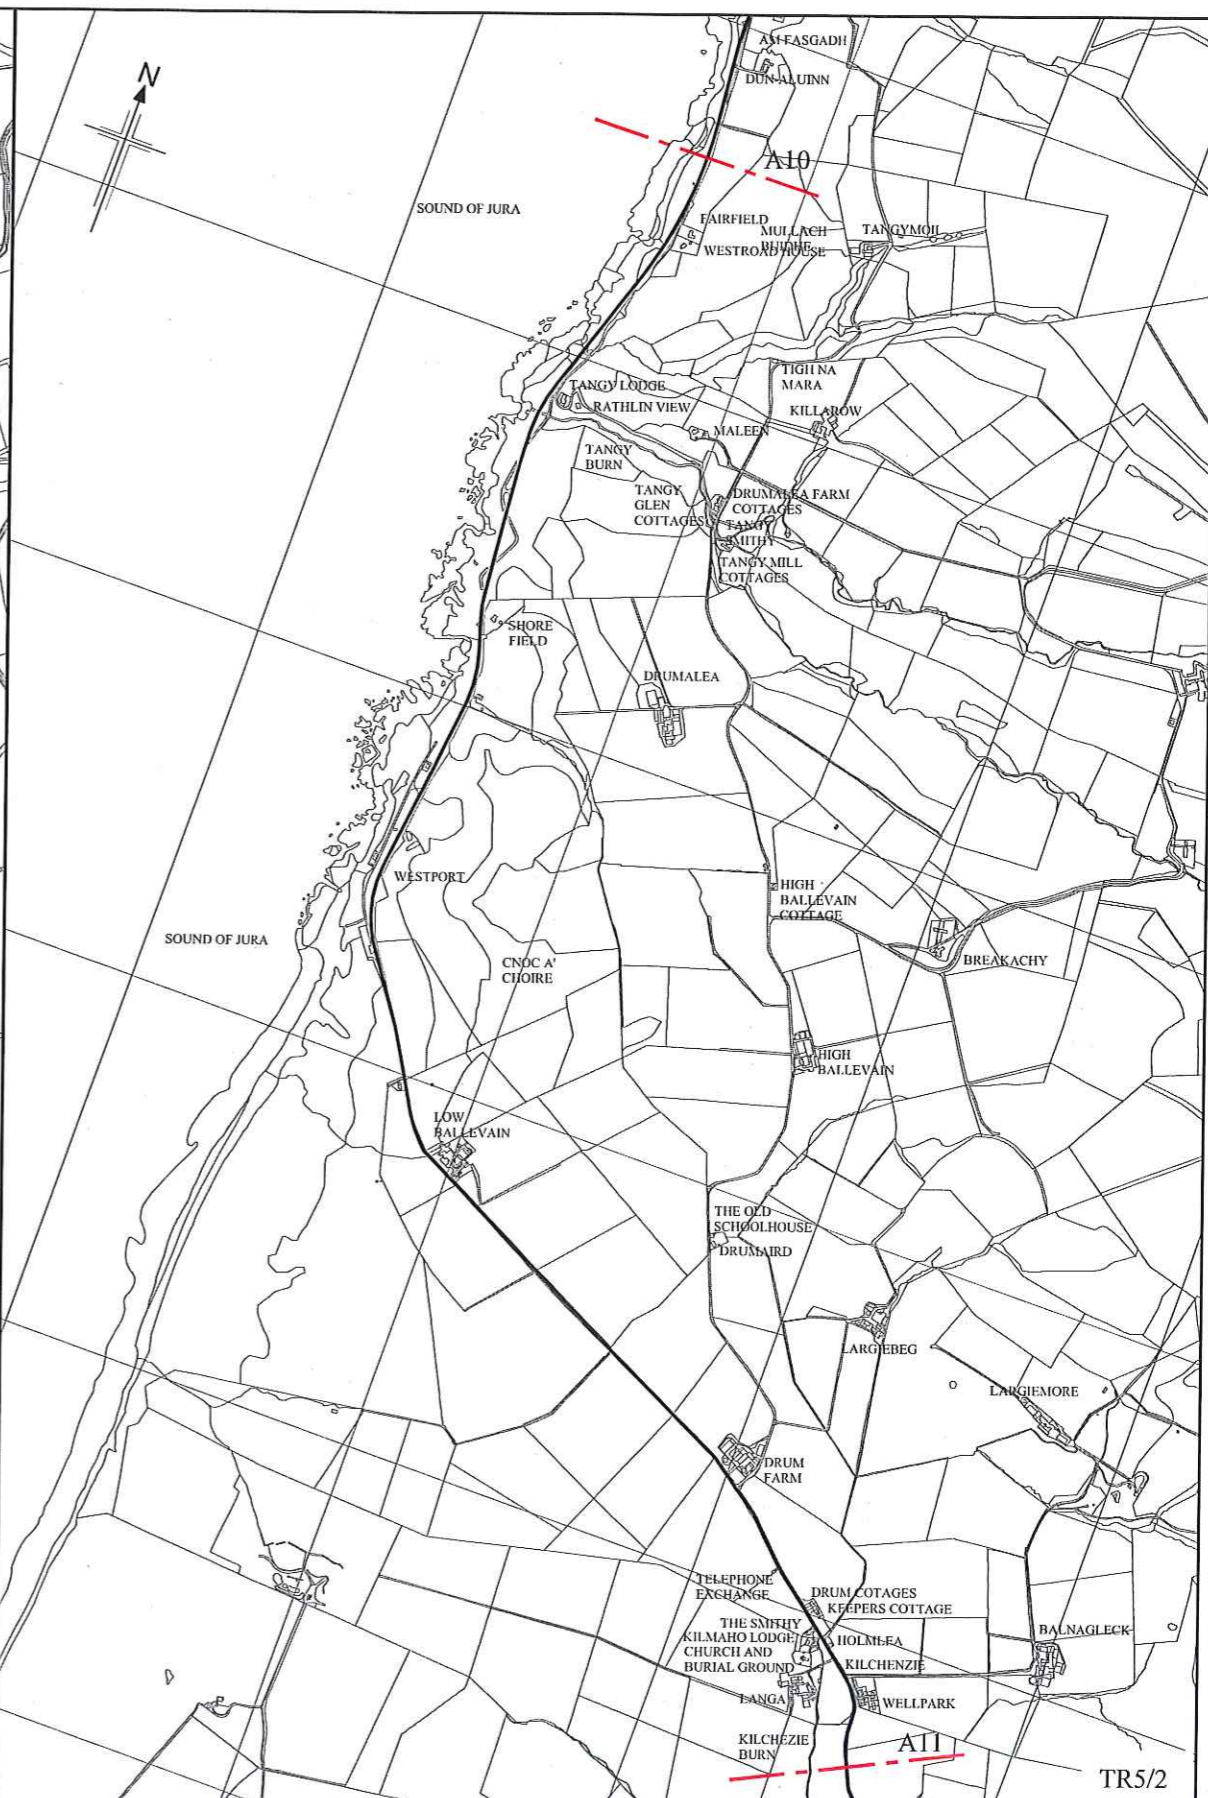 N
AM FASGADH
DUN ALUINN
A10
SOUND OF JURA
FAIRFIELD
MULLACH
BUIDHE
WESTROAD HOUSE
TANGYMOIL
TIGH NA
MARA
TANGY LODGE
RATHLIN VIEW
KILLAROW
MALEEN
TANGY
BURN
TANGY
GLEN
COTTAGES
DRUMALEA FARM
COTTAGES
TANGY
SMITHY
TANGY MILL
COTTAGES
SHORE
FIELD
DRUMALEA
WESTPORT
HIGH
BALLEVAIN
COTTAGE
SOUND OF JURA
CNOC A'
CHOIRE
BREAKACHY
HIGH
BALLEVAIN
LOW
BALLEVAIN
THE OLD
SCHOOLHOUSE
DRUMAIRD
LARGIEBEG
LARGIEMORE
DRUM
FARM
TELEPHONE
EXCHANGE
DRUM COTAGES
KEEPERS COTTAGE
THE SMITHY
KILMAHO LODGE
CHURCH AND
BURIAL GROUND
HOLMLEA
KILCHENZIE
BALNAGLECK
LANGA
WELLPARK
KILCHEZIE
BURN
A11
TR5/2